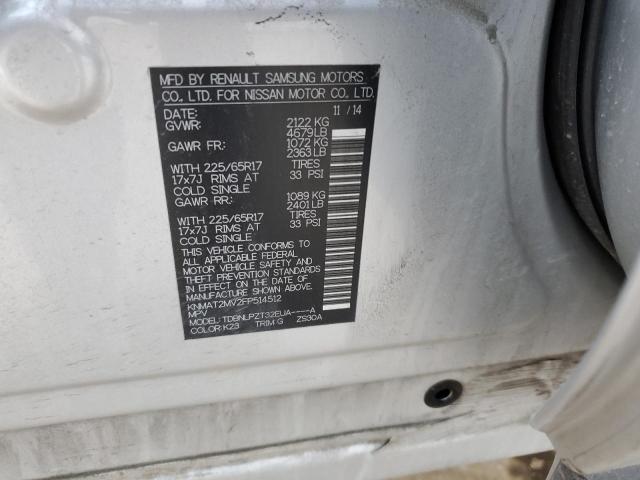 MFD BY RENAULT SAMSUNG MOTORS
CO., LTD. FOR NISSAN MOTOR CO., LTD.
DATE: 11 / 14
GVWR: 2122 KG
4679 LB
GAWR FR: 1072 KG
2363 LB
WITH 225/65R17 TIRES
17x7J RIMS AT 33 PSI
COLD SINGLE
GAWR RR: 1089 KG
2401 LB
WITH 225/65R17 TIRES
17x7J RIMS AT 33 PSI
COLD SINGLE
THIS VEHICLE CONFORMS TO
ALL APPLICABLE FEDERAL
MOTOR VEHICLE SAFETY AND
THEFT PREVENTION STANDARDS
IN EFFECT ON THE DATE OF
MANUFACTURE SHOWN ABOVE.
KNMAT2MV2FP514512
MPV
MODEL: TDBNLPZT32EUA----A
COLOR: K23 TRIM: G ZS30A